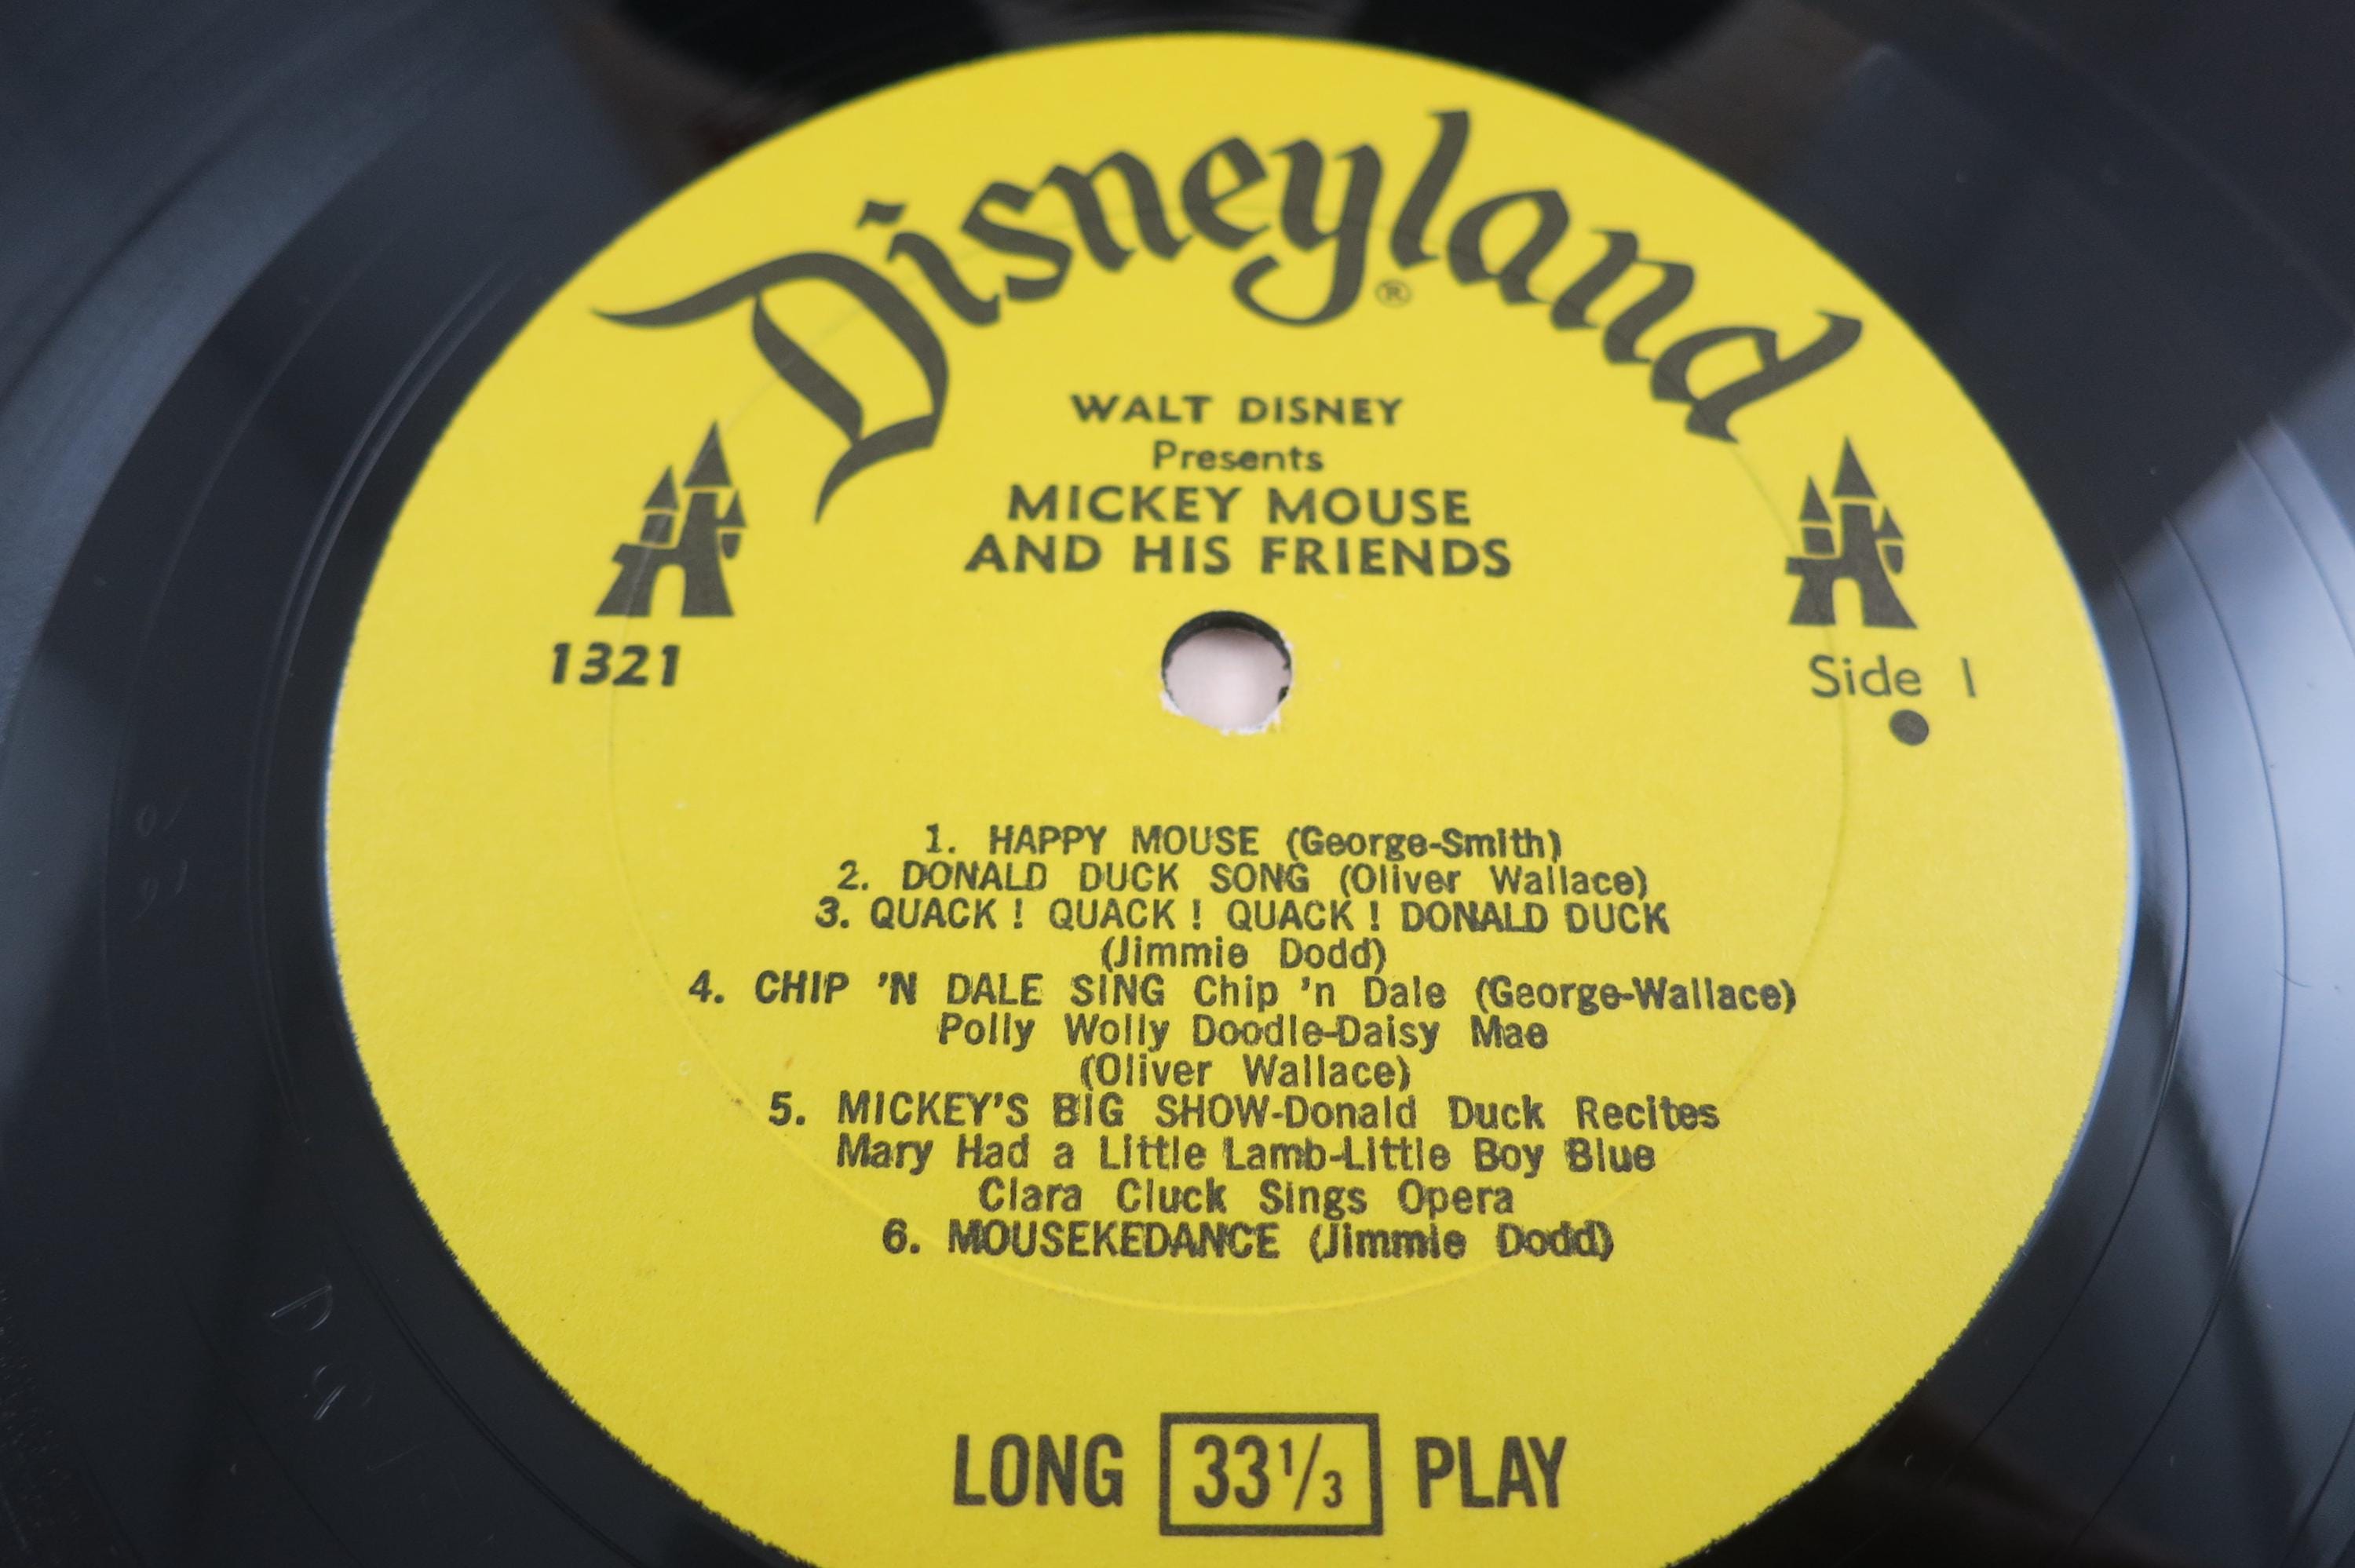 Disneyland®
WALT DISNEY
Presents
MICKEY MOUSE
AND HIS FRIENDS
1321
Side 1
1. HAPPY MOUSE (George-Smith)
2. DONALD DUCK SONG (Oliver Wallace)
3. QUACK! QUACK! QUACK! DONALD DUCK
(Jimmie Dodd)
4. CHIP 'N DALE SING Chip 'n Dale (George-Wallace)
Polly Wolly Doodle-Daisy Mae
(Oliver Wallace)
5. MICKEY'S BIG SHOW-Donald Duck Recites
Mary Had a Little Lamb-Little Boy Blue
Clara Cluck Sings Opera
6. MOUSEKEDANCE (Jimmie Dodd)
LONG 33 1/3 PLAY